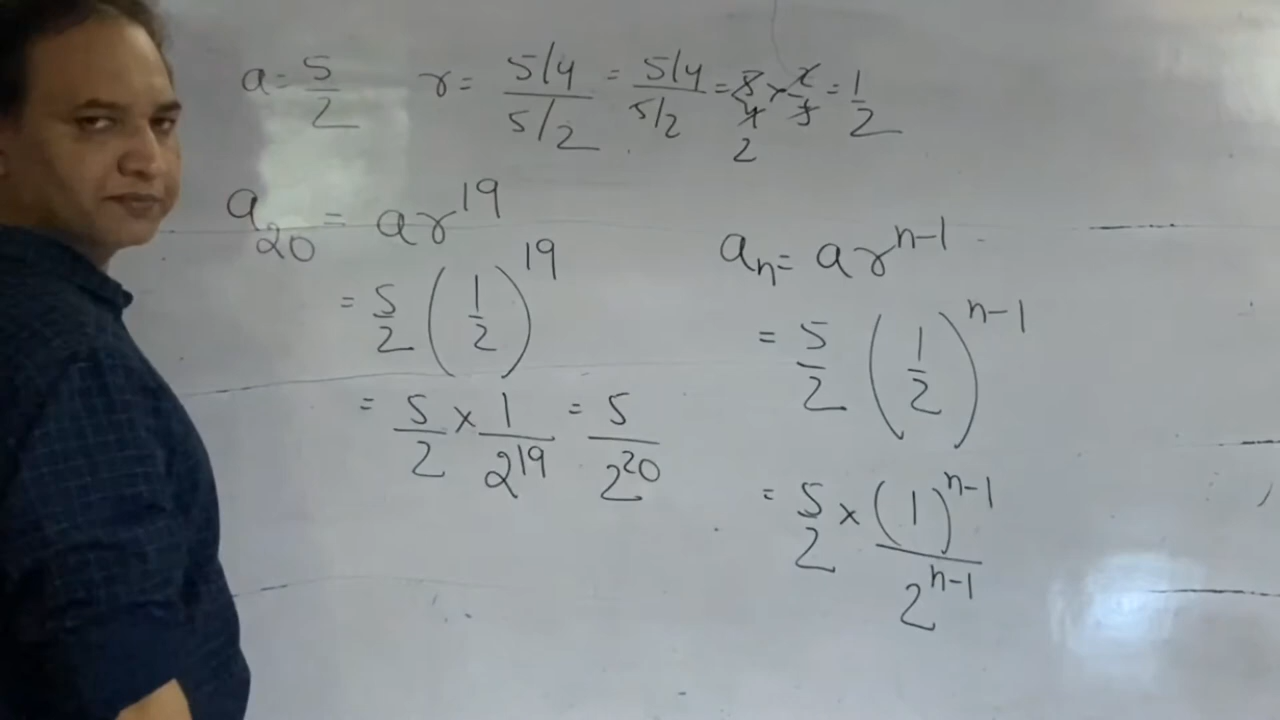 a = 5/2 r = (5/4)/(5/2) = (5/4)/(5/2) = 5/4 × 2/5 = 1/2
2
a₂₀ = ar¹⁹
= 5/2 (1/2)¹⁹
= 5/2 × 1/2¹⁹ = 5/2²⁰
aₙ = arⁿ⁻¹
= 5/2 (1/2)ⁿ⁻¹
= 5/2 × (1)ⁿ⁻¹/2ⁿ⁻¹